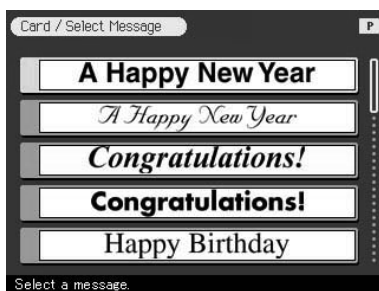 Card / Select Message
P
A Happy New Year
A Happy New Year
Congratulations!
Congratulations!
Happy Birthday
Select a message.